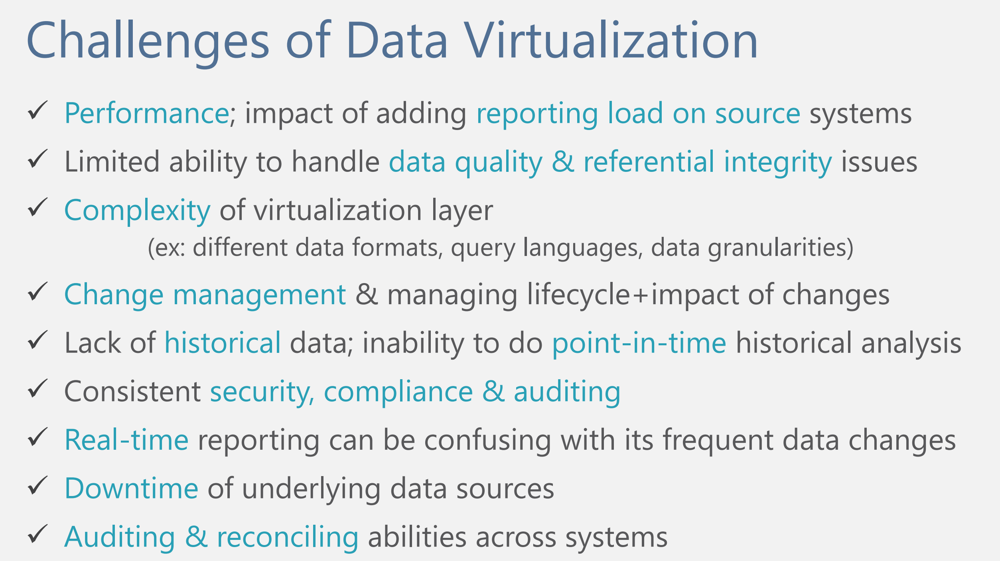 Challenges of Data Virtualization
✓ Performance; impact of adding reporting load on source systems
✓ Limited ability to handle data quality & referential integrity issues
✓ Complexity of virtualization layer
(ex: different data formats, query languages, data granularities)
✓ Change management & managing lifecycle+impact of changes
✓ Lack of historical data; inability to do point-in-time historical analysis
✓ Consistent security, compliance & auditing
✓ Real-time reporting can be confusing with its frequent data changes
✓ Downtime of underlying data sources
✓ Auditing & reconciling abilities across systems